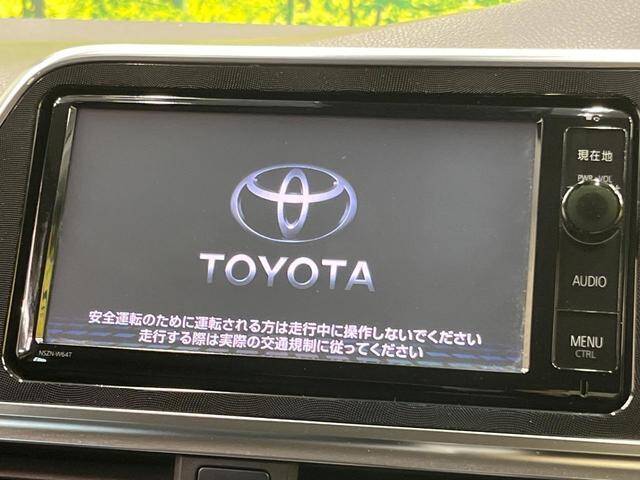 現在地
PWR VOL
TOYOTA
AUDIO
安全運転のために運転される方は走行中に操作しないでください
走行する際は実際の交通規制に従ってください
MENU
CTRL
NSZN-W64T